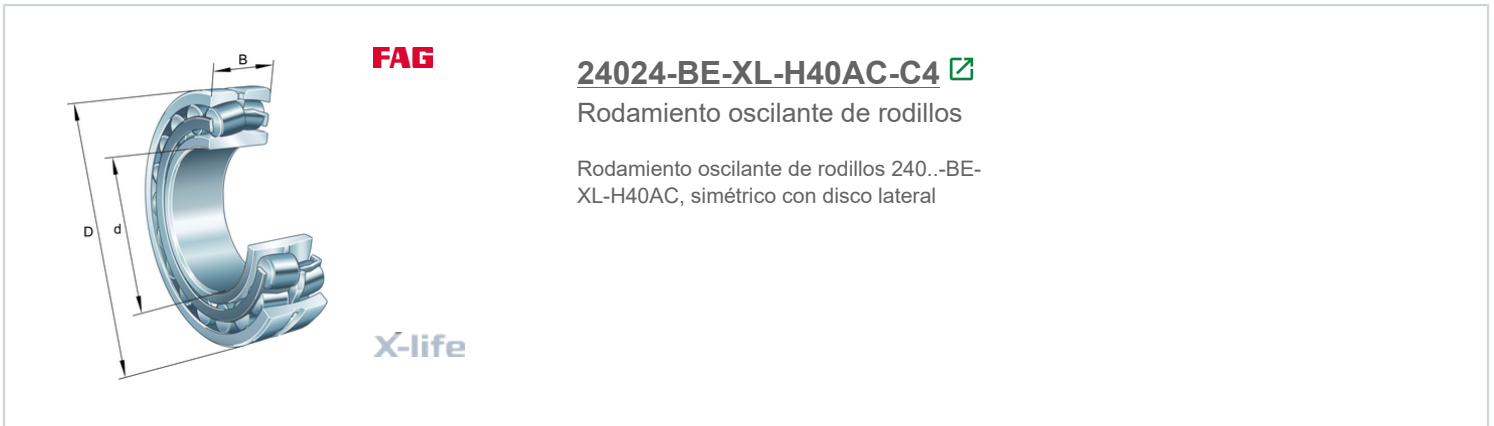 B
FAG
D
d
X-life
24024-BE-XL-H40AC-C4
Rodamiento oscilante de rodillos
Rodamiento oscilante de rodillos 240..-BE-
XL-H40AC, simétrico con disco lateral